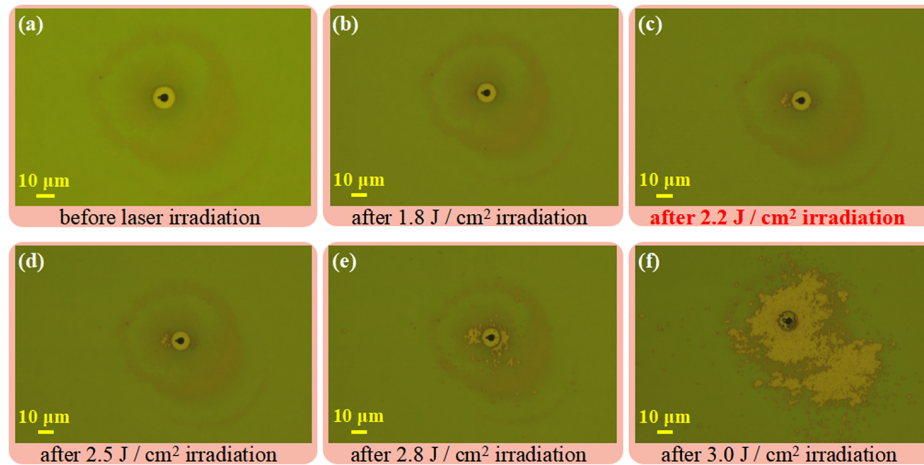 (a)
10 μm
before laser irradiation
(b)
10 μm
after 1.8 J / cm² irradiation
(c)
10 μm
after 2.2 J / cm² irradiation
(d)
10 μm
after 2.5 J / cm² irradiation
(e)
10 μm
after 2.8 J / cm² irradiation
(f)
10 μm
after 3.0 J / cm² irradiation